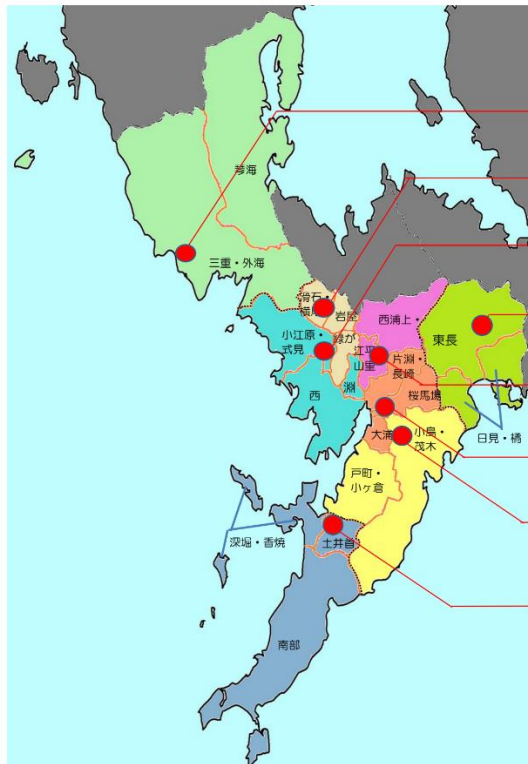 琴海
三重・外海
滑石・
横尾
岩屋
西浦上・
東長
小江原・
式見
緑が
江平・
山里
片淵・
長崎
西
淵
桜馬場
大浦
小島・
茂木
日見・橘
戸町・
小ヶ倉
深堀・香焼
土井首
南部